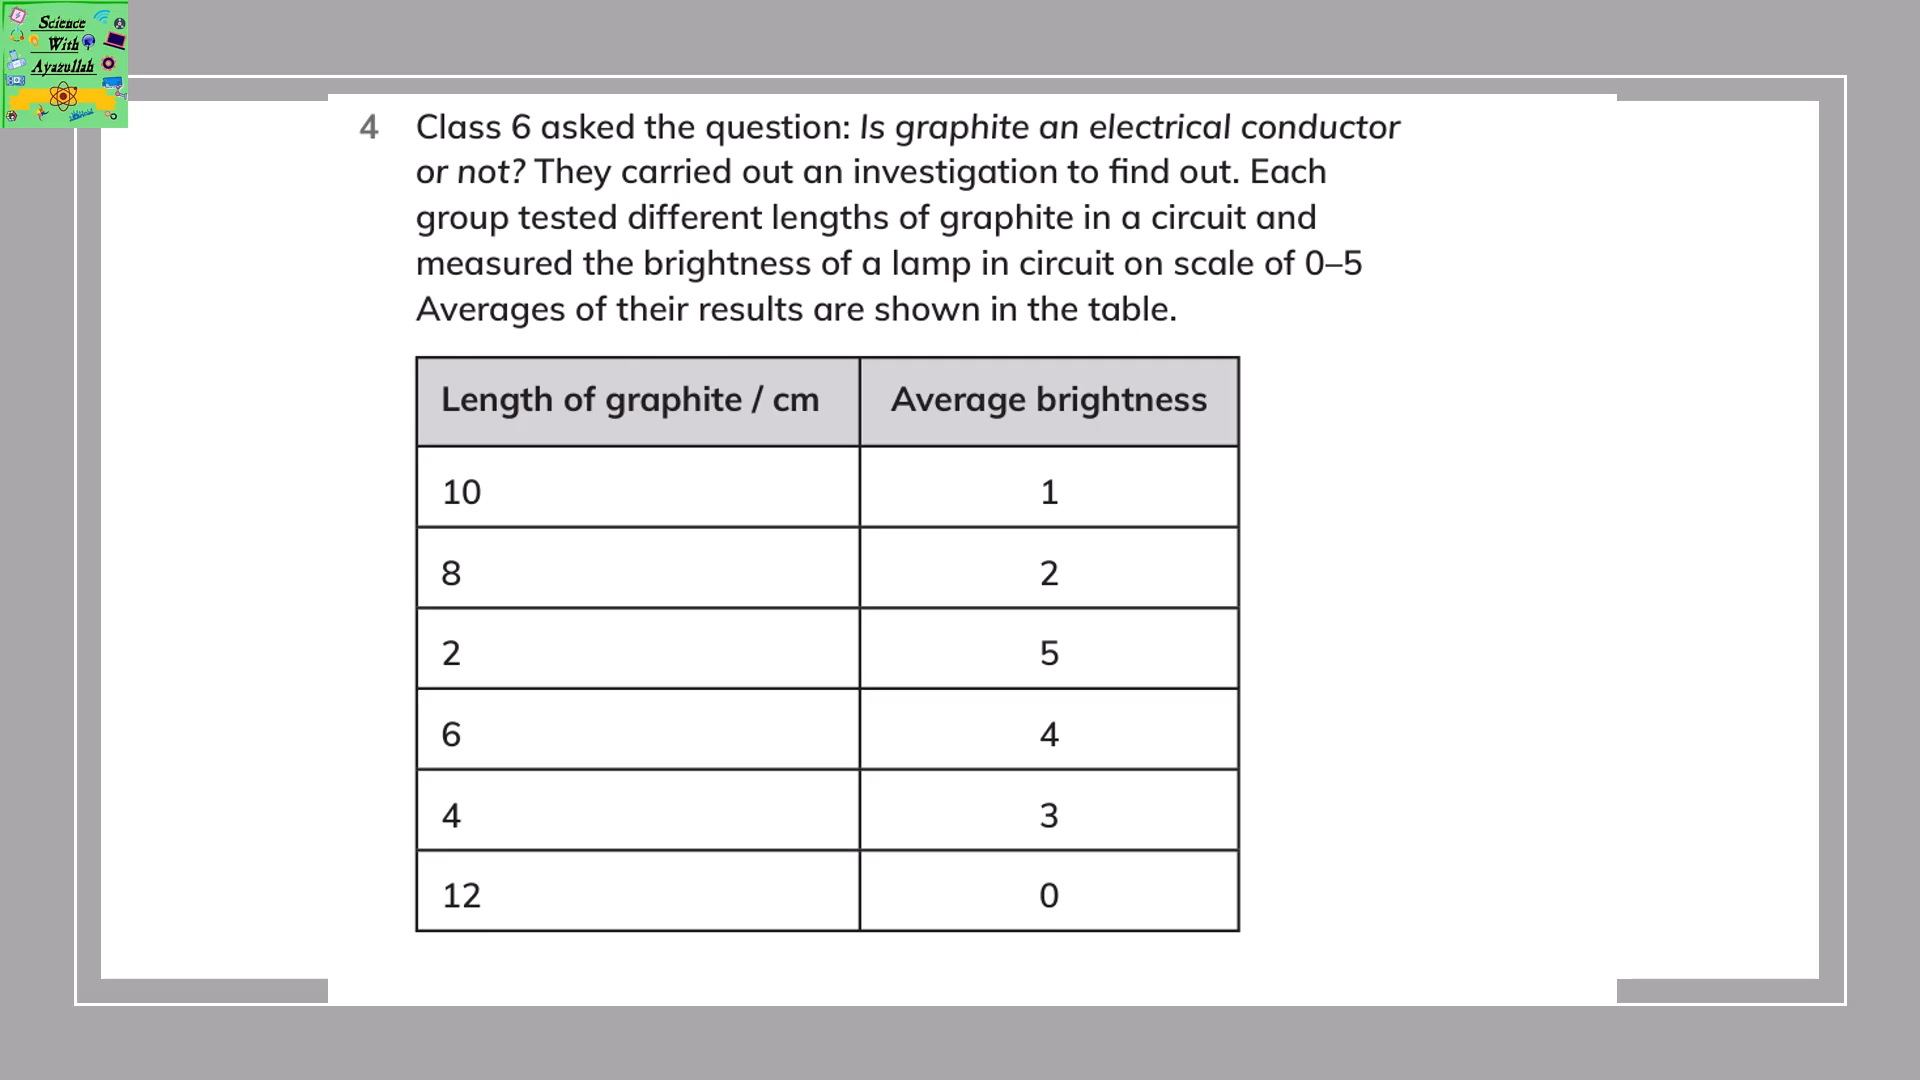 Science
With
Ayazullah
4 Class 6 asked the question: Is graphite an electrical conductor
or not? They carried out an investigation to find out. Each
group tested different lengths of graphite in a circuit and
measured the brightness of a lamp in circuit on scale of 0–5
Averages of their results are shown in the table.
Length of graphite / cm Average brightness
10 1
8 2
2 5
6 4
4 3
12 0